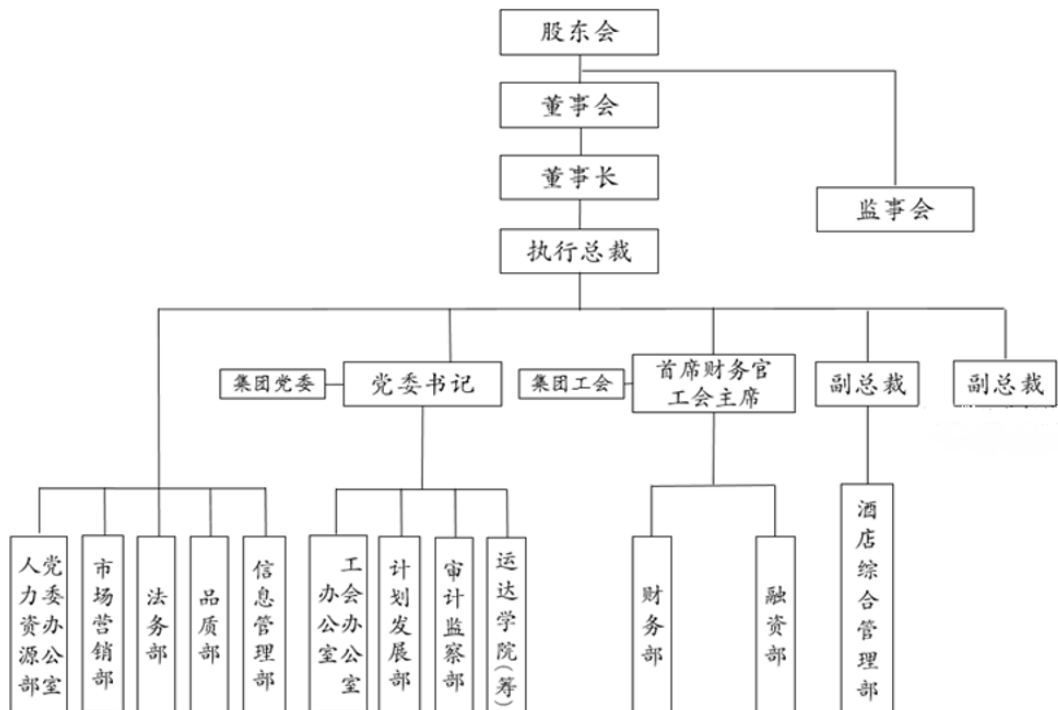 股东会
董事会
董事长
监事会
执行总裁
集团党委
党委书记
集团工会
首席财务官
工会主席
副总裁
副总裁
党委办公室
人力资源部
市场营销部
法务部
品质部
信息管理部
工会办公室
办公室
计划发展部
审计监察部
运达学院(筹)
财务部
融资部
酒店综合管理部